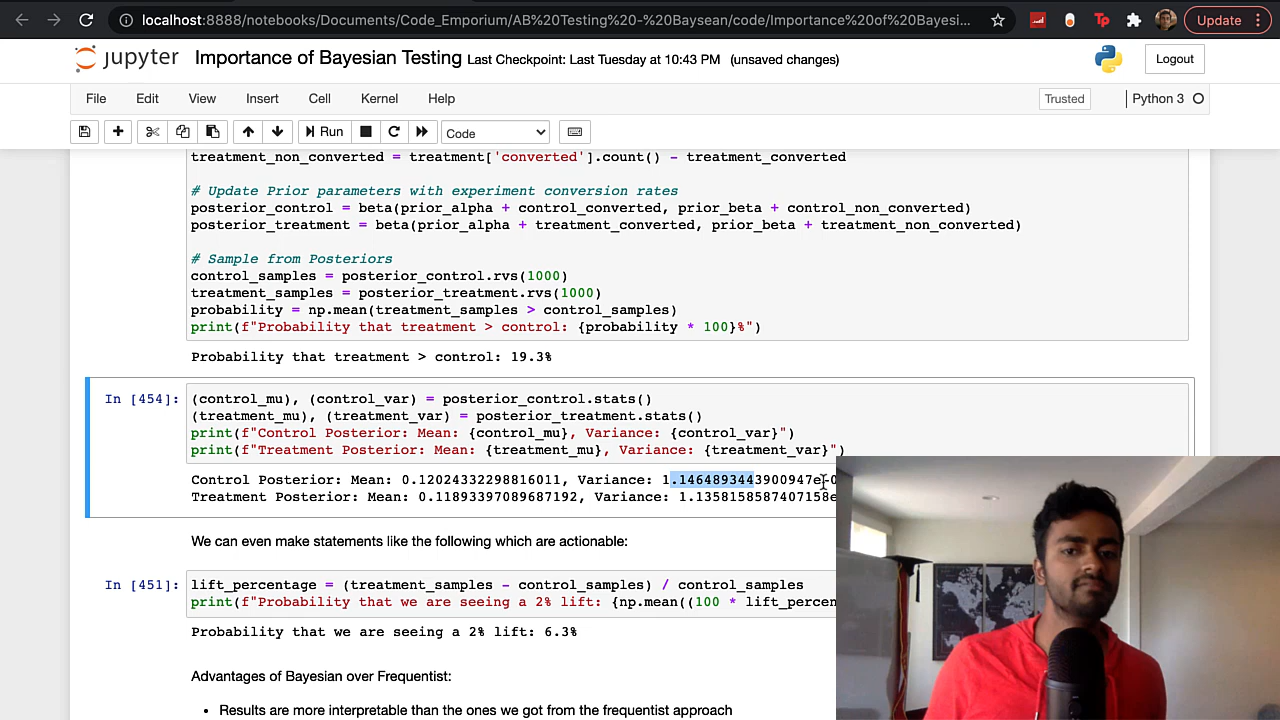 localhost:8888/notebooks/Documents/Code_Emporium/AB%20Testing%20-%20Baysean/code/Importance%20of%20Bayesi...
Tp
Update
jupyter Importance of Bayesian Testing Last Checkpoint: Last Tuesday at 10:43 PM (unsaved changes)
Logout
File Edit View Insert Cell Kernel Help
Trusted
Python 3
Run
Code
treatment_non_converted = treatment['converted'].count() - treatment_converted
# Update Prior parameters with experiment conversion rates
posterior_control = beta(prior_alpha + control_converted, prior_beta + control_non_converted)
posterior_treatment = beta(prior_alpha + treatment_converted, prior_beta + treatment_non_converted)
# Sample from Posteriors
control_samples = posterior_control.rvs(1000)
treatment_samples = posterior_treatment.rvs(1000)
probability = np.mean(treatment_samples > control_samples)
print(f"Probability that treatment > control: {probability * 100}%")
Probability that treatment > control: 19.3%
In [454]: (control_mu), (control_var) = posterior_control.stats()
(treatment_mu), (treatment_var) = posterior_treatment.stats()
print(f"Control Posterior: Mean: {control_mu}, Variance: {control_var}")
print(f"Treatment Posterior: Mean: {treatment_mu}, Variance: {treatment_var}")
Control Posterior: Mean: 0.12024332298816011, Variance: 1.1464893443900947e-0
Treatment Posterior: Mean: 0.11893397089687192, Variance: 1.1358158587407158e
We can even make statements like the following which are actionable:
In [451]: lift_percentage = (treatment_samples - control_samples) / control_samples
print(f"Probability that we are seeing a 2% lift: {np.mean((100 * lift_percen
Probability that we are seeing a 2% lift: 6.3%
Advantages of Bayesian over Frequentist:
• Results are more interpretable than the ones we got from the frequentist approach